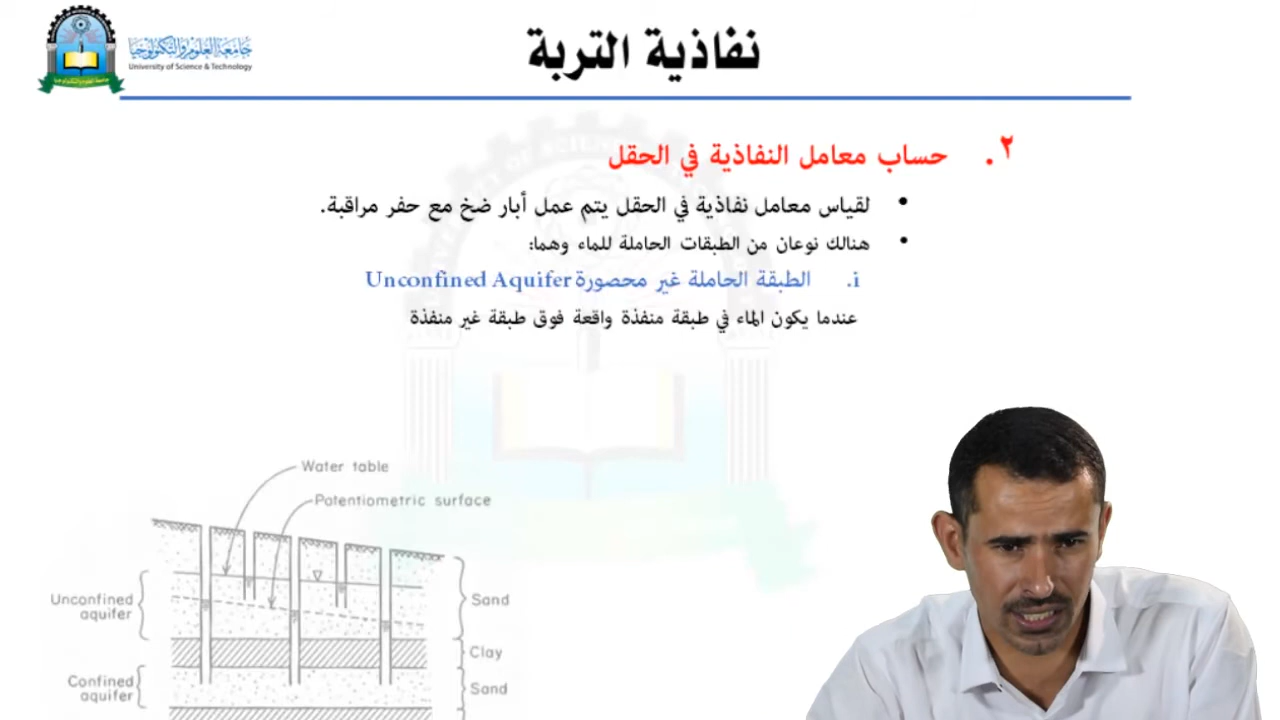 جامعة العلوم والتكنولوجيا
University of Science & Technology
نفاذية التربة
٢. حساب معامل النفاذية في الحقل
• لقياس معامل نفاذية في الحقل يتم عمل أبار ضخ مع حفر مراقبة.
• هنالك نوعان من الطبقات الحاملة للماء وهما:
i. الطبقة الحاملة غير محصورة Unconfined Aquifer
عندما يكون الماء في طبقة منفذة واقعة فوق طبقة غير منفذة
Water table
Potentiometric surface
Unconfined
aquifer
Sand
Clay
Confined
aquifer
Sand